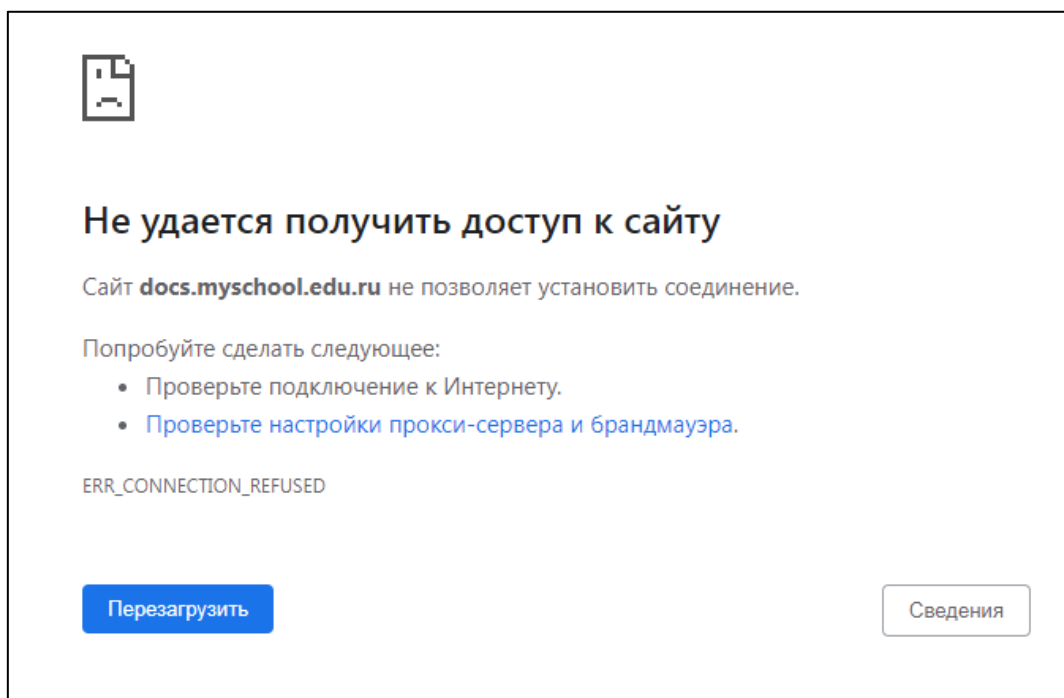 Не удается получить доступ к сайту
Сайт docs.myschool.edu.ru не позволяет установить соединение.
Попробуйте сделать следующее:
• Проверьте подключение к Интернету.
• Проверьте настройки прокси-сервера и брандмауэра.
ERR_CONNECTION_REFUSED
Перезагрузить
Сведения